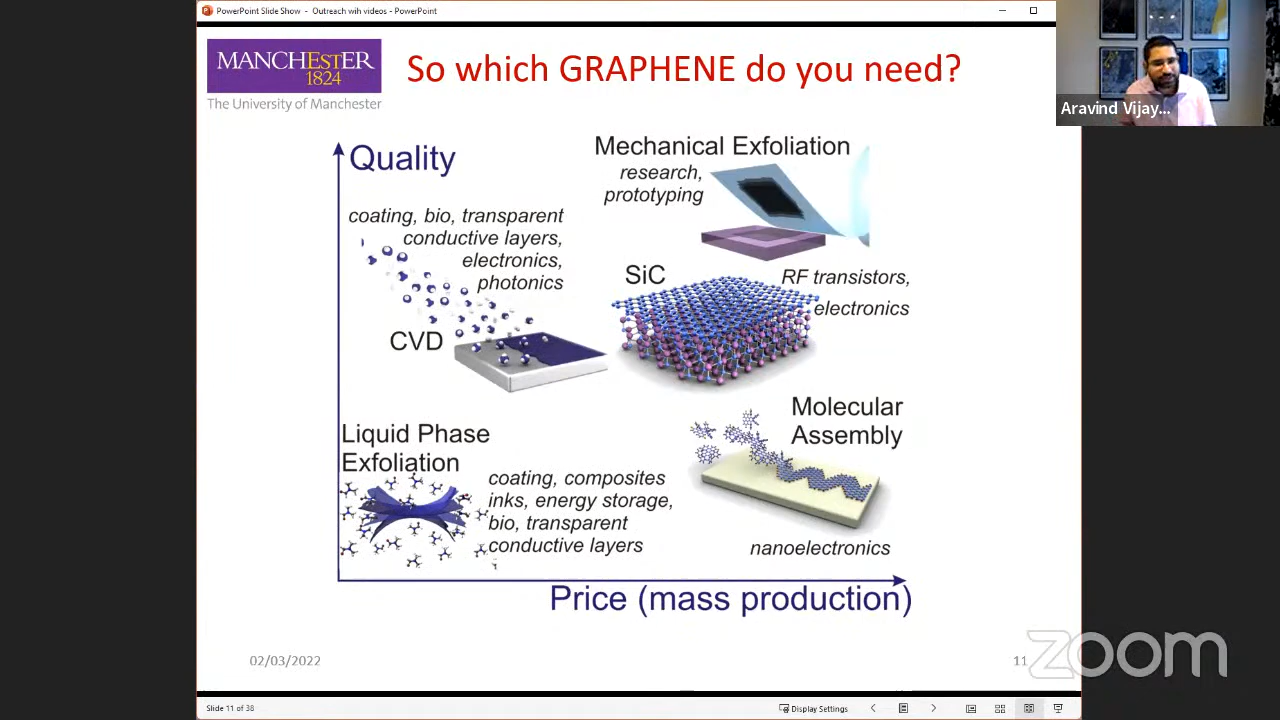 PowerPoint Slide Show - Outreach wih videos - PowerPoint
MANCHESTER
1824
The University of Manchester
So which GRAPHENE do you need?
Aravind Vijay...
Quality
Mechanical Exfoliation
research,
prototyping
coating, bio, transparent
conductive layers,
electronics,
photonics
SiC
RF transistors,
electronics
CVD
Molecular
Assembly
Liquid Phase
Exfoliation
coating, composites
inks, energy storage,
bio, transparent
conductive layers
nanoelectronics
Price (mass production)
02/03/2022
11
zoom
Slide 11 of 38
Display Settings